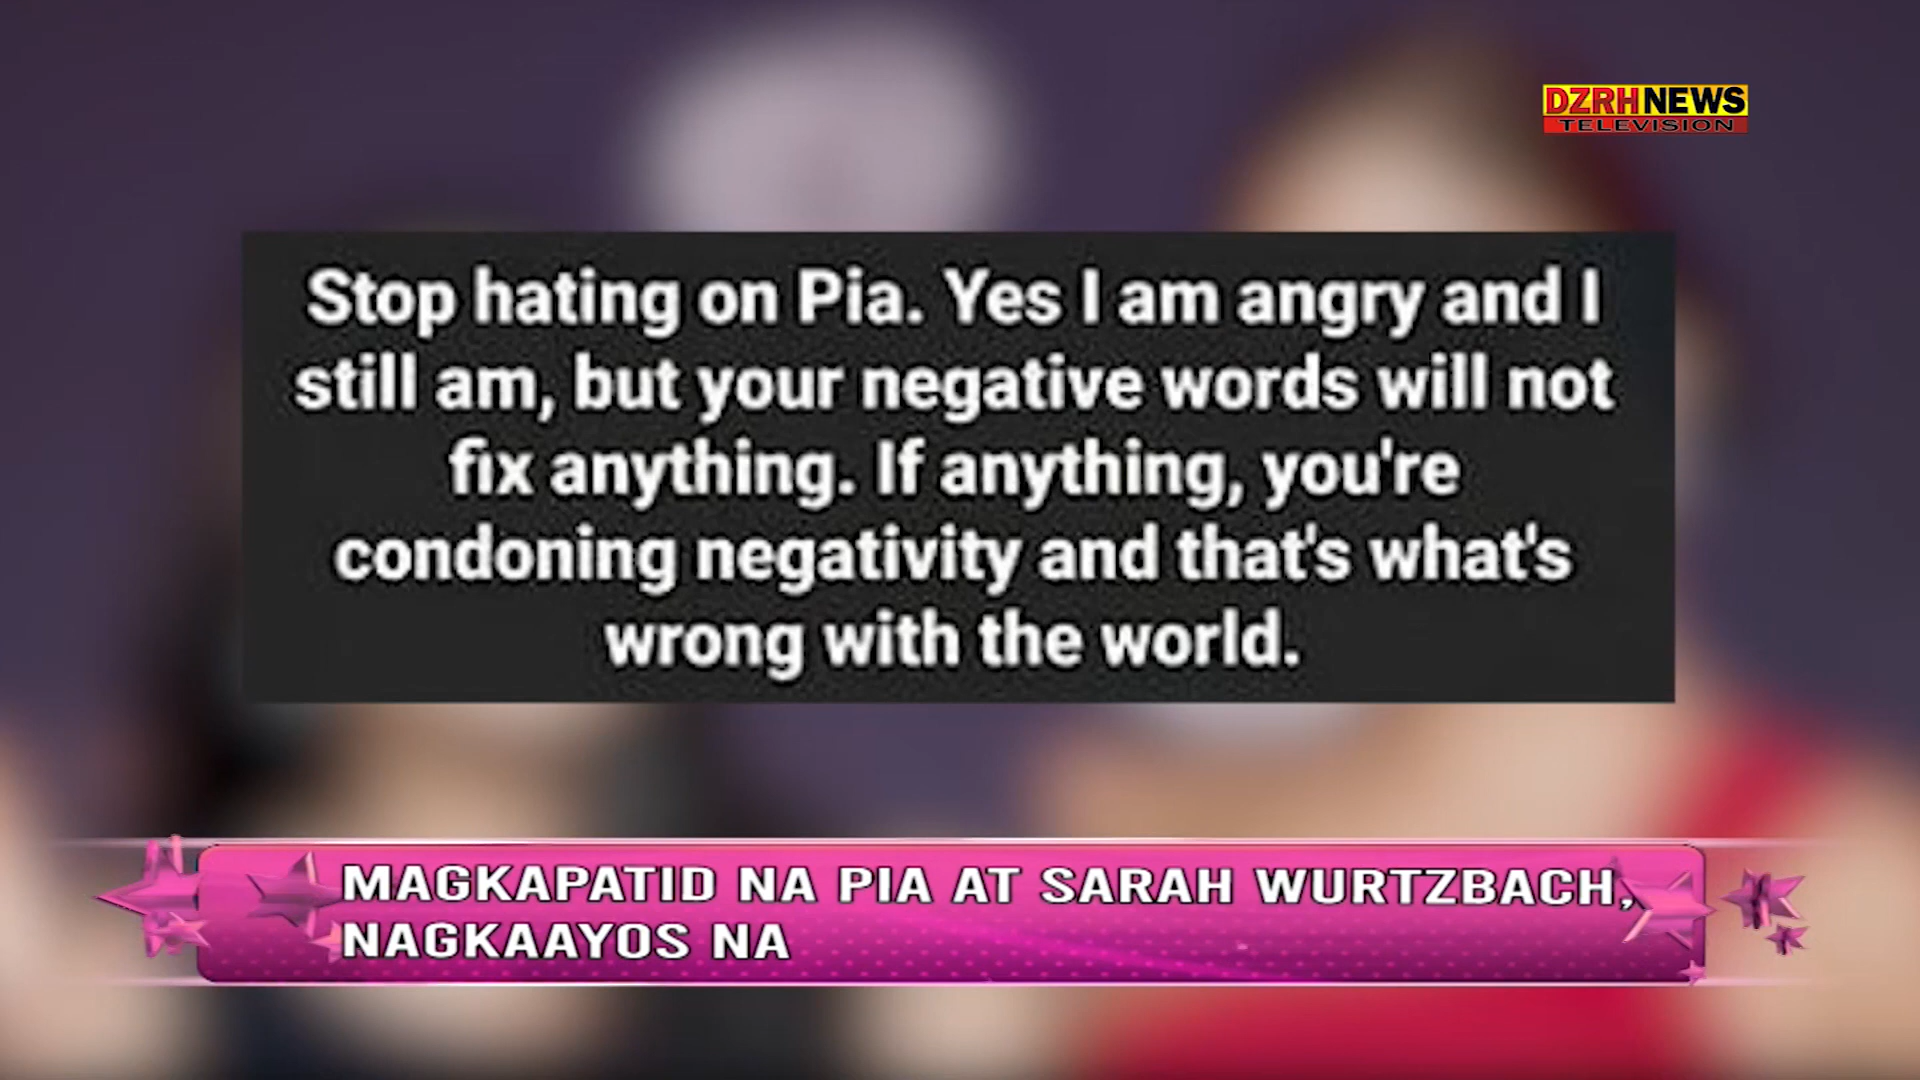 DZRH NEWS
TELEVISION
Stop hating on Pia. Yes I am angry and I
still am, but your negative words will not
fix anything. If anything, you're
condoning negativity and that's what's
wrong with the world.
MAGKAPATID NA PIA AT SARAH WURTZBACH,
NAGKAAYOS NA